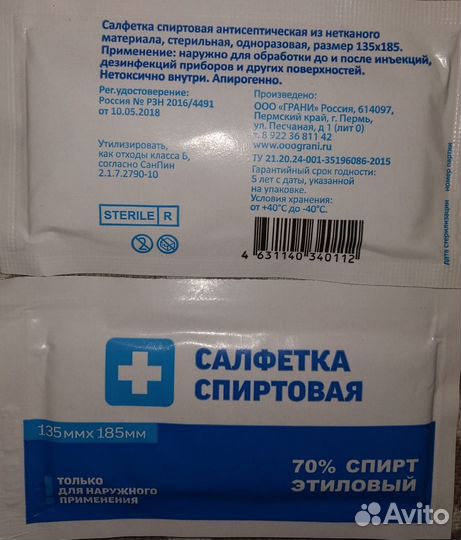 Салфетка спиртовая антисептическая из нетканого
материала, стерильная, одноразовая, размер 135х185.
Применение: наружно для обработки до и после инъекций,
дезинфекций приборов и других поверхностей.
Нетоксично внутри. Апирогенно.
Рег.удостоверение:
Россия № РЗН 2016/4491
от 10.05.2018
Утилизировать,
как отходы класса Б,
согласно СанПин
2.1.7.2790-10
STERILE R
Произведено:
ООО «ГРАНИ» Россия, 614097,
Пермский край, г. Пермь,
ул. Песчаная, д 1 (лит О)
т. 8 922 36 811 42
www.ooograni.ru
ТУ 21.20.24-001-35196086-2015
Гарантийный срок годности:
5 лет с даты, указанной
на упаковке.
Условия хранения:
от +40°С до -40°С.
4 631140 340112
дата стерилизации номер партии
САЛФЕТКА
СПИРТОВАЯ
135ммх185мм
70% СПИРТ
ЭТИЛОВЫЙ
! ТОЛЬКО
ДЛЯ НАРУЖНОГО
ПРИМЕНЕНИЯ
Avito